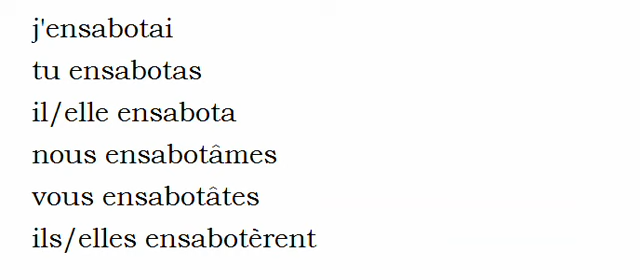 j'ensabotai
tu ensabotas
il/elle ensabota
nous ensabotâmes
vous ensabotâtes
ils/elles ensabotèrent